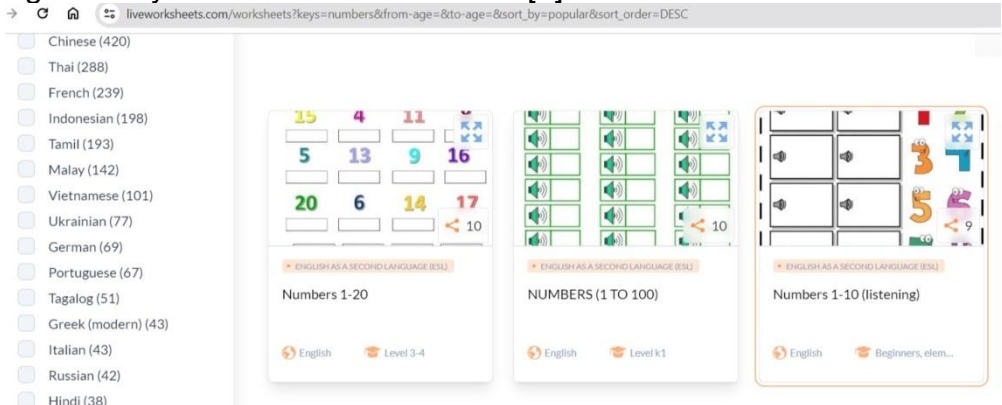 liveworksheets.com/worksheets?keys=numbers&from-age=&to-age=&sort_by=popular&sort_order=DESC
Chinese (420)
Thai (288)
French (239)
Indonesian (198)
Tamil (193)
Malay (142)
Vietnamese (101)
Ukrainian (77)
German (69)
Portuguese (67)
Tagalog (51)
Greek (modern) (43)
Italian (43)
Russian (42)
Hindi (38)
15 4 11
5 13 9 16
20 6 14 17
10
ENGLISH AS A SECOND LANGUAGE (ESL)
Numbers 1-20
English Level 3-4
10
ENGLISH AS A SECOND LANGUAGE (ESL)
NUMBERS (1 TO 100)
English Level k1
3
5
9
ENGLISH AS A SECOND LANGUAGE (ESL)
Numbers 1-10 (listening)
English Beginners, elem...